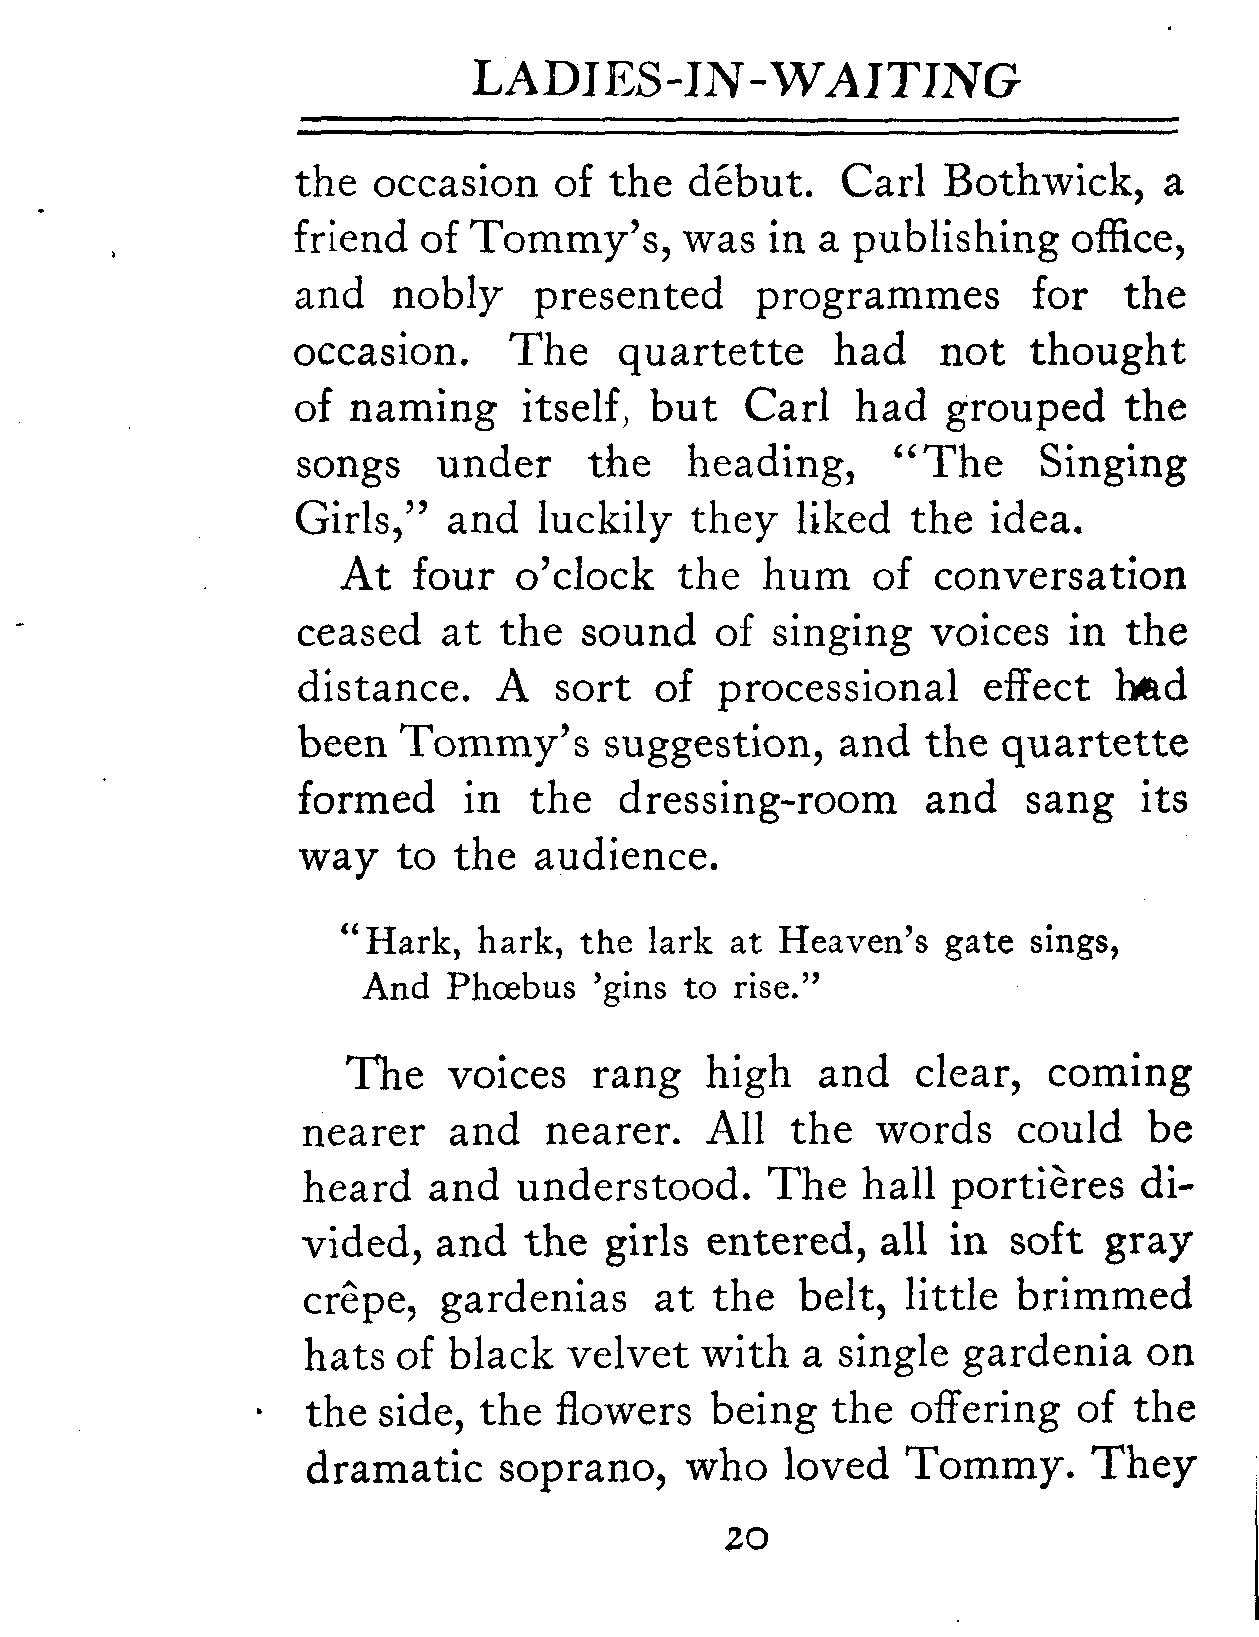 LADIES-IN-WAITING
the occasion of the début. Carl Bothwick, a
friend of Tommy's, was in a publishing office,
and nobly presented programmes for the
occasion. The quartette had not thought
of naming itself, but Carl had grouped the
songs under the heading, “The Singing
Girls,” and luckily they liked the idea.
At four o'clock the hum of conversation
ceased at the sound of singing voices in the
distance. A sort of processional effect had
been Tommy's suggestion, and the quartette
formed in the dressing-room and sang its
way to the audience.
“Hark, hark, the lark at Heaven's gate sings,
And Phœbus 'gins to rise.”
The voices rang high and clear, coming
nearer and nearer. All the words could be
heard and understood. The hall portières di-
vided, and the girls entered, all in soft gray
crêpe, gardenias at the belt, little brimmed
hats of black velvet with a single gardenia on
the side, the flowers being the offering of the
dramatic soprano, who loved Tommy. They
20